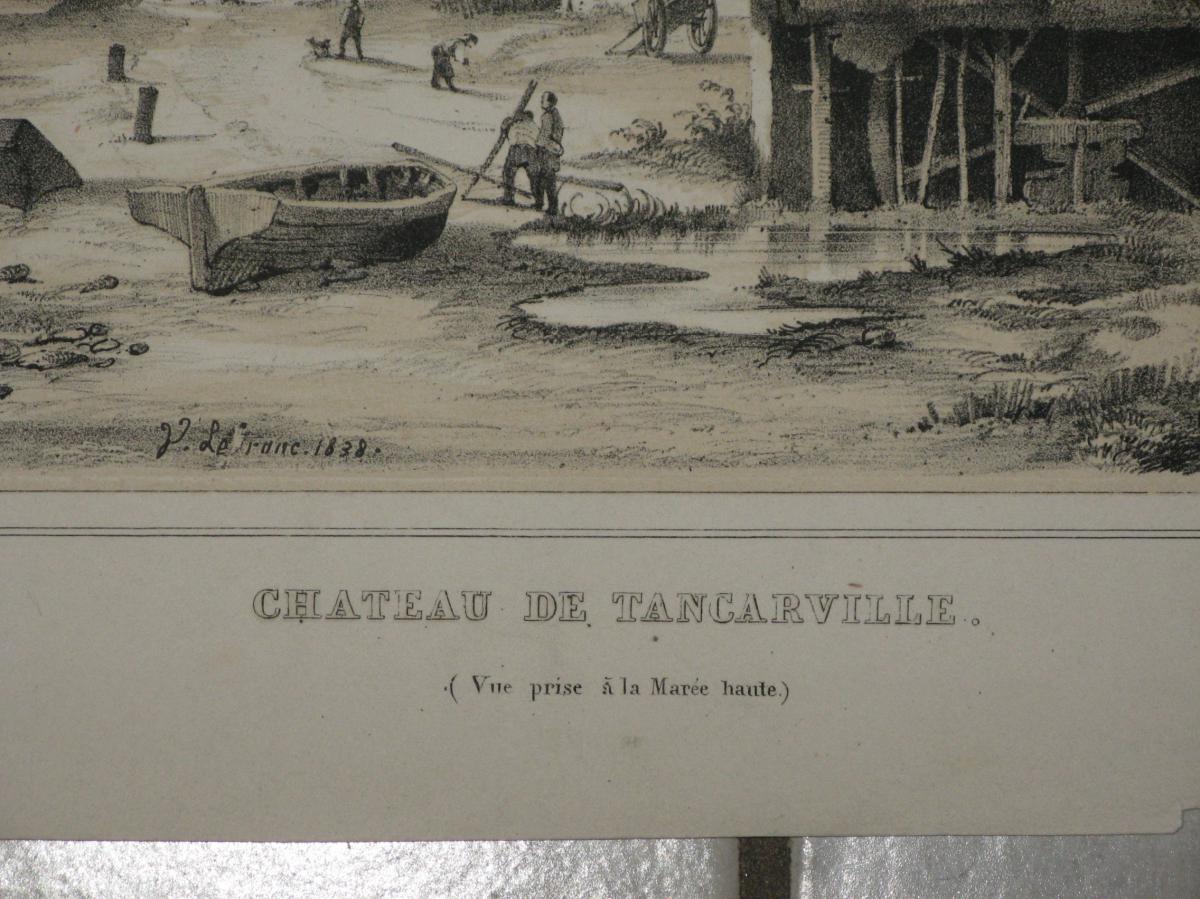 V. LeFranc. 1838.
CHATEAU DE TANCARVILLE.
( Vue prise à la Marée haute.)